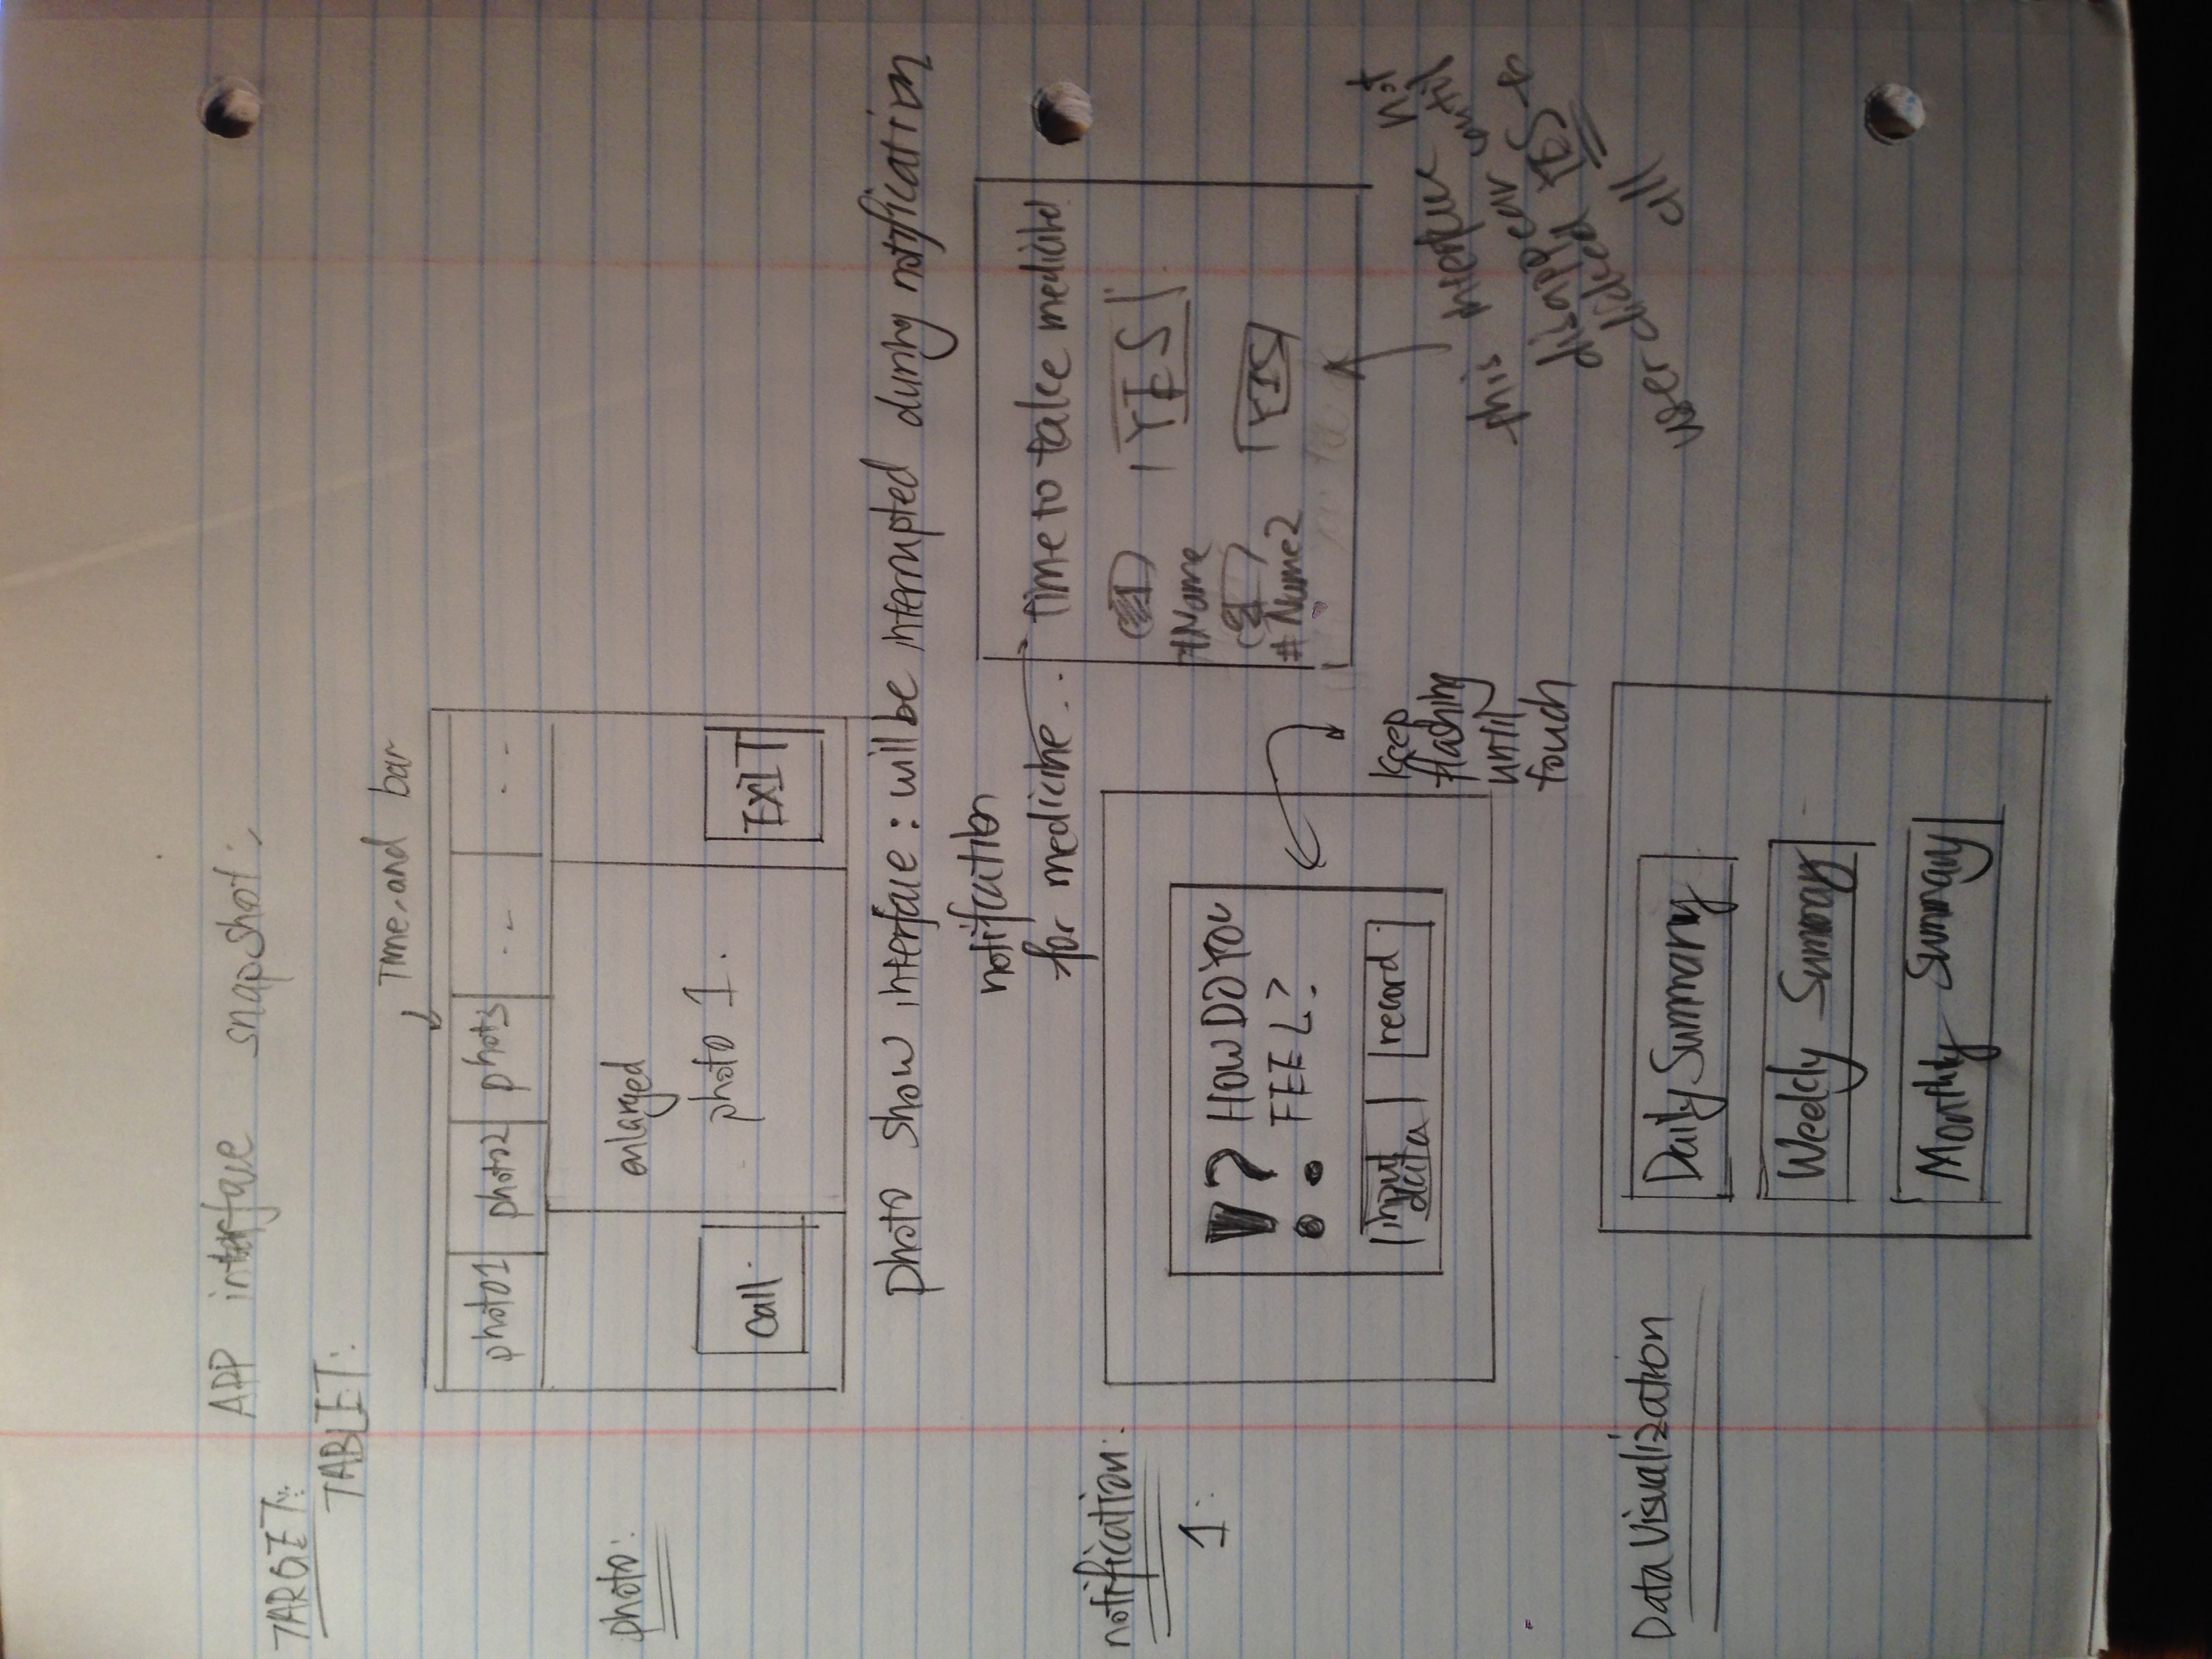 APP interface snapshot:
TARGET:
TABLET:
Time and bar
photo1 photo2 phot3 .. ..
photo:
enlarged
photo 1.
call
EXIT
photo show interface: will be interrupted during notification
notifcation
for medicine..
time to take medicine!
notification:
1:
1
YES
#Name
2
YES
#Name2
!? HOW DO YOU
FEEL?
input
data
record
keep
flashing
until
touch
this interface not
disappear until
user clicked YES to
all
Data Visualization
Daily Summary
Weekly Summary
Monthly Summary